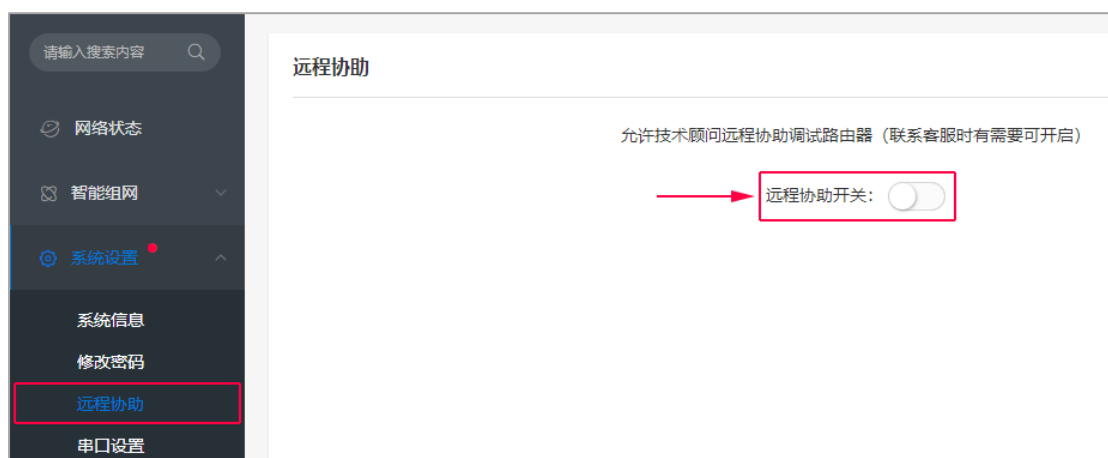 请输入搜索内容
网络状态
智能组网
系统设置
系统信息
修改密码
远程协助
串口设置
远程协助
允许技术顾问远程协助调试路由器（联系客服时有需要可开启）
远程协助开关：